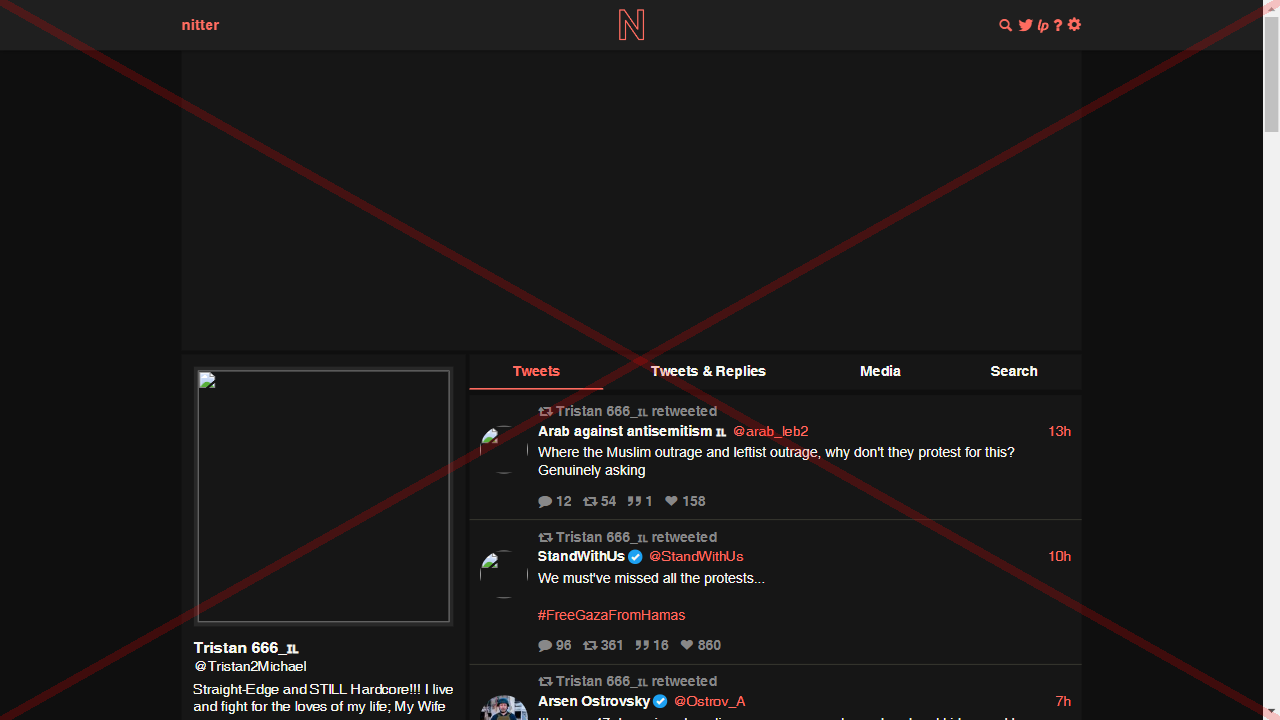 nitter
N
Tweets Tweets & Replies Media Search
Tristan 666_🇮🇱 retweeted
Arab against antisemitism 🇮🇱 @arab_leb2 13h
Where the Muslim outrage and leftist outrage, why don't they protest for this?
Genuinely asking
12 54 1 158
Tristan 666_🇮🇱 retweeted
StandWithUs @StandWithUs 10h
We must've missed all the protests...
#FreeGazaFromHamas
96 361 16 860
Tristan 666_🇮🇱 retweeted
Arsen Ostrovsky @Ostrov_A 7h
Tristan 666_🇮🇱
@Tristan2Michael
Straight-Edge and STILL Hardcore!!! I live
and fight for the loves of my life; My Wife